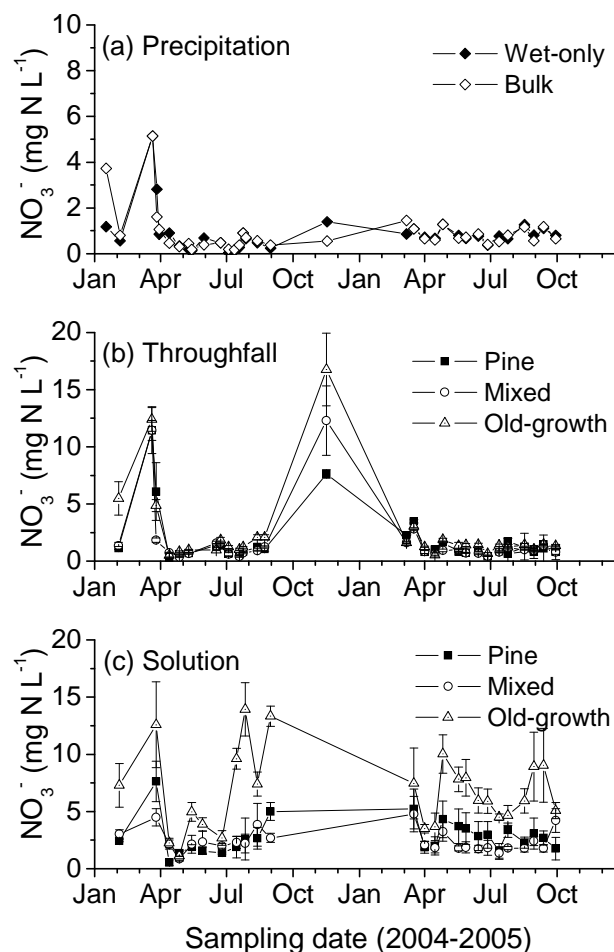 (a) Precipitation
Wet-only
Bulk
NO₃⁻ (mg N L⁻¹)
10
8
6
4
2
0
Jan Apr Jul Oct Jan Apr Jul Oct
(b) Throughfall
Pine
Mixed
Old-growth
NO₃⁻ (mg N L⁻¹)
20
15
10
5
0
Jan Apr Jul Oct Jan Apr Jul Oct
(c) Solution
Pine
Mixed
Old-growth
NO₃⁻ (mg N L⁻¹)
20
15
10
5
0
Jan Apr Jul Oct Jan Apr Jul Oct
Sampling date (2004-2005)